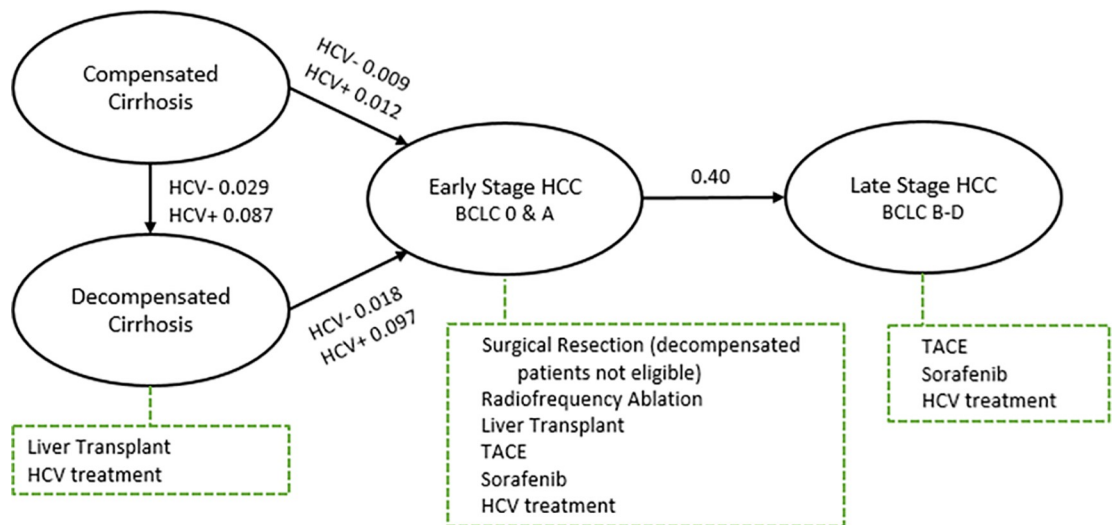 Compensated
Cirrhosis
HCV- 0.009
HCV+ 0.012
HCV- 0.029
HCV+ 0.087
Early Stage HCC
BCLC 0 & A
0.40
Late Stage HCC
BCLC B-D
Decompensated
Cirrhosis
HCV- 0.018
HCV+ 0.097
Liver Transplant
HCV treatment
Surgical Resection (decompensated
patients not eligible)
Radiofrequency Ablation
Liver Transplant
TACE
Sorafenib
HCV treatment
TACE
Sorafenib
HCV treatment